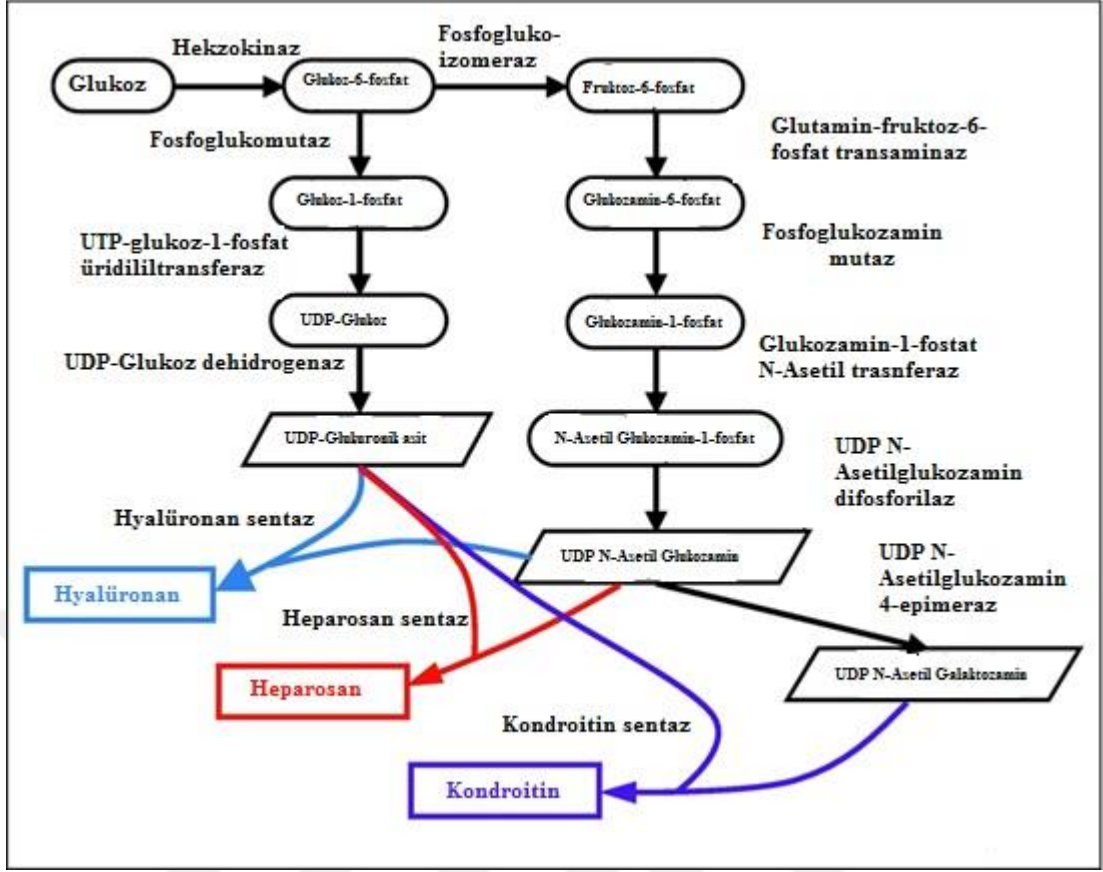 Hekzokinaz
Fosfogluko-
izomeraz
Glukoz
Glukoz-6-fosfat
Fruktoz-6-fosfat
Fosfoglukomutaz
Glutamin-fruktoz-6-
fosfat transaminaz
Glukoz-1-fosfat
Glukozamin-6-fosfat
UTP-glukoz-1-fosfat
üridililtransferaz
Fosfoglukozamin
mutaz
UDP-Glukoz
Glukozamin-1-fosfat
UDP-Glukoz dehidrogenaz
Glukozamin-1-fostat
N-Asetil trasnferaz
UDP-Glukuronik asit
N-Asetil Glukozamin-1-fosfat
UDP N-
Asetilglukozamin
difosforilaz
Hyalüronan sentaz
UDP N-Asetil Glukozamin
UDP N-
Asetilglukozamin
4-epimeraz
Hyalüronan
Heparosan sentaz
Heparosan
UDP N-Asetil Galaktozamin
Kondroitin sentaz
Kondroitin